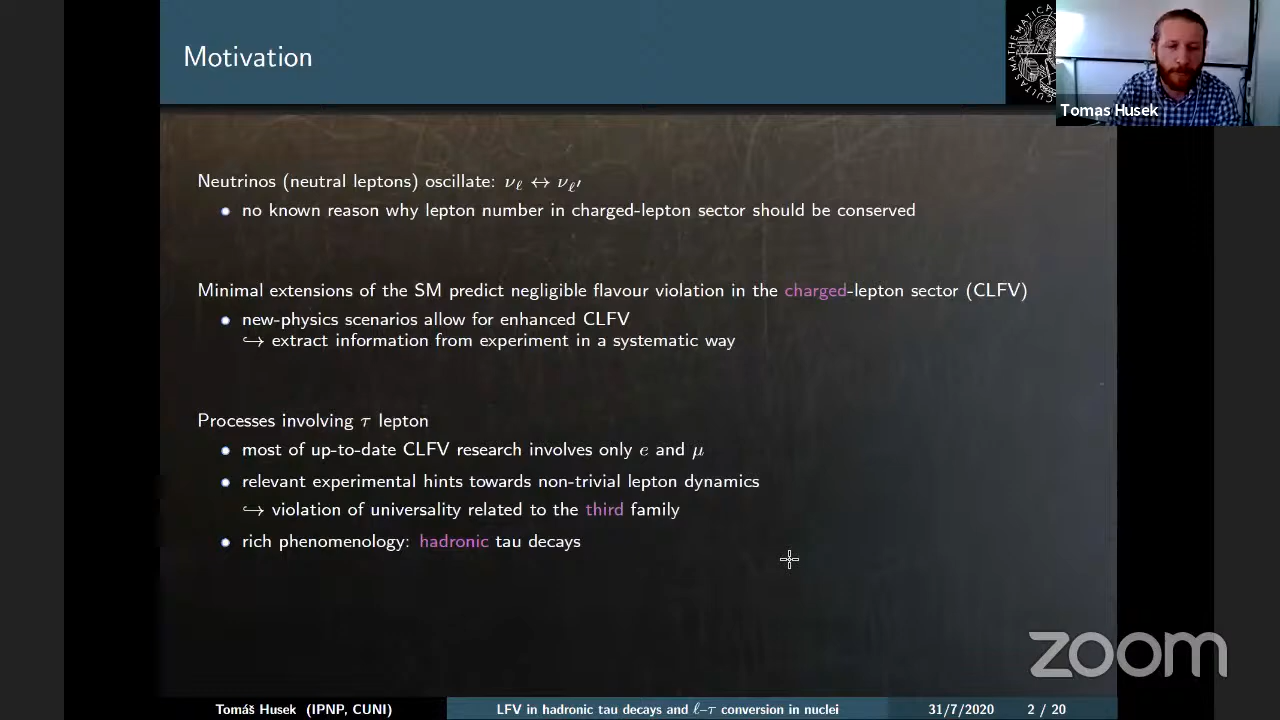 Motivation
Tomas Husek
Neutrinos (neutral leptons) oscillate: νℓ ↔ νℓ′
no known reason why lepton number in charged-lepton sector should be conserved
Minimal extensions of the SM predict negligible flavour violation in the charged-lepton sector (CLFV)
new-physics scenarios allow for enhanced CLFV
↪ extract information from experiment in a systematic way
Processes involving τ lepton
most of up-to-date CLFV research involves only e and μ
relevant experimental hints towards non-trivial lepton dynamics
↪ violation of universality related to the third family
rich phenomenology: hadronic tau decays
zoom
Tomáš Husek (IPNP, CUNI) LFV in hadronic tau decays and ℓ–τ conversion in nuclei 31/7/2020 2 / 20